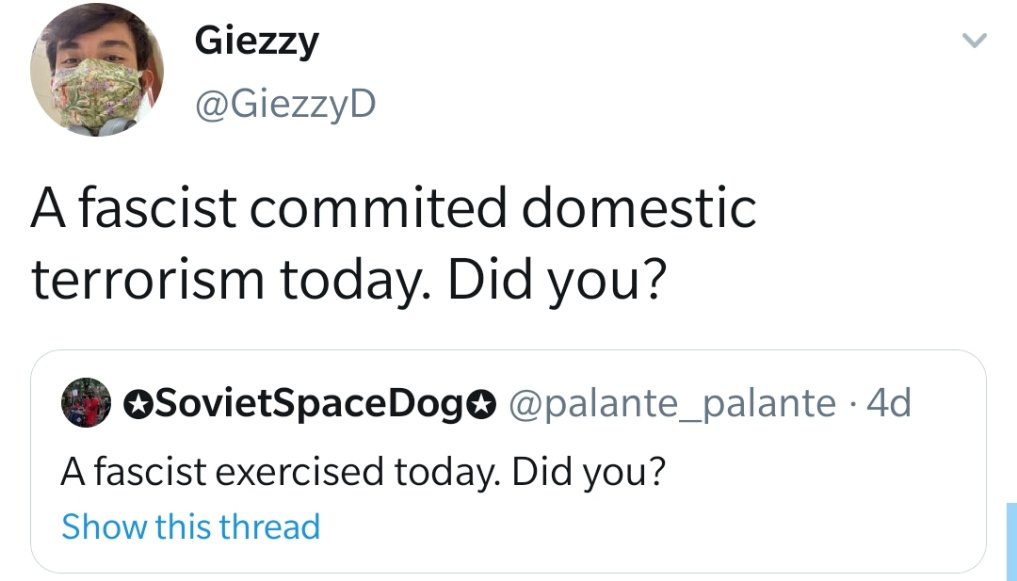 Giezzy
@GiezzyD
A fascist commited domestic
terrorism today. Did you?
✪SovietSpaceDog✪ @palante_palante · 4d
A fascist exercised today. Did you?
Show this thread